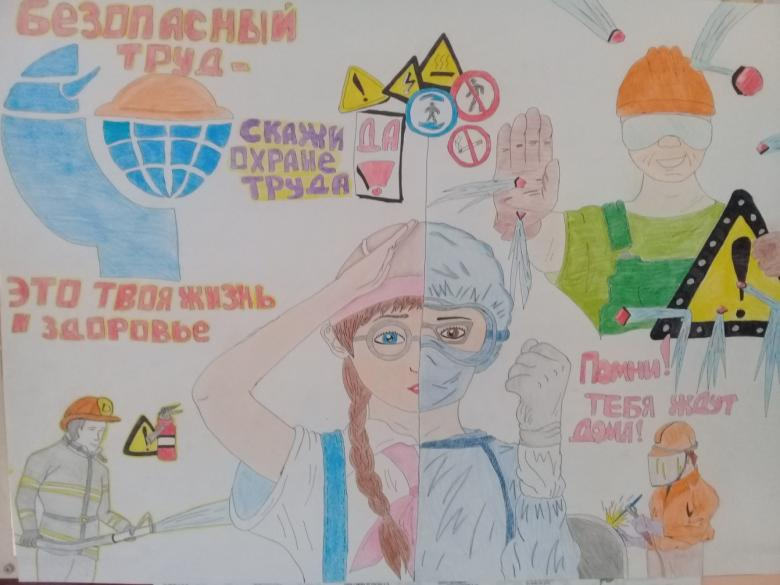 БЕЗОПАСНЫЙ
ТРУД-
СКАЖИ
ОХРАНЕ
ТРУДА
ДА
!
ЭТО ТВОЯ ЖИЗНЬ
И ЗДОРОВЬЕ
Помни!
ТЕБЯ ЖДУТ
ДОМА!